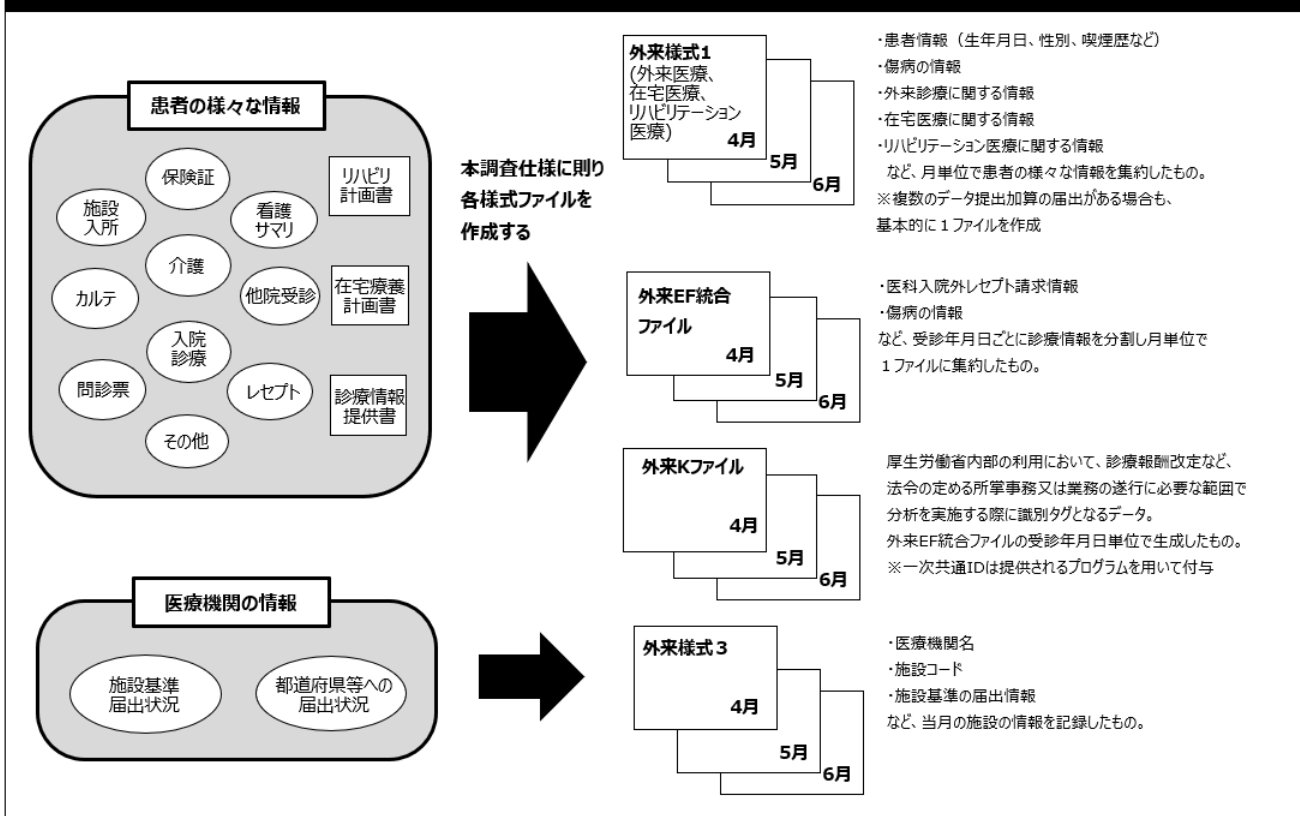 患者の様々な情報
保険証
施設
入所
看護
サマリ
介護
カルテ
他院受診
入院
診療
問診票
レセプト
その他
リハビリ
計画書
在宅療養
計画書
診療情報
提供書
本調査仕様に則り
各様式ファイルを
作成する
外来様式1
(外来医療、
在宅医療、
リハビリテーション
医療)
4月
5月
6月
・患者情報（生年月日、性別、喫煙歴など）
・傷病の情報
・外来診療に関する情報
・在宅医療に関する情報
・リハビリテーション医療に関する情報
など、月単位で患者の様々な情報を集約したもの。
※複数のデータ提出加算の届出がある場合も、
基本的に１ファイルを作成
外来EF統合
ファイル
4月
5月
6月
・医科入院外レセプト請求情報
・傷病の情報
など、受診年月日ごとに診療情報を分割し月単位で
１ファイルに集約したもの。
外来Kファイル
4月
5月
6月
厚生労働省内部の利用において、診療報酬改定など、
法令の定める所掌事務又は業務の遂行に必要な範囲で
分析を実施する際に識別タグとなるデータ。
外来EF統合ファイルの受診年月日単位で生成したもの。
※一次共通IDは提供されるプログラムを用いて付与
医療機関の情報
施設基準
届出状況
都道府県等への
届出状況
外来様式３
4月
5月
6月
・医療機関名
・施設コード
・施設基準の届出情報
など、当月の施設の情報を記録したもの。